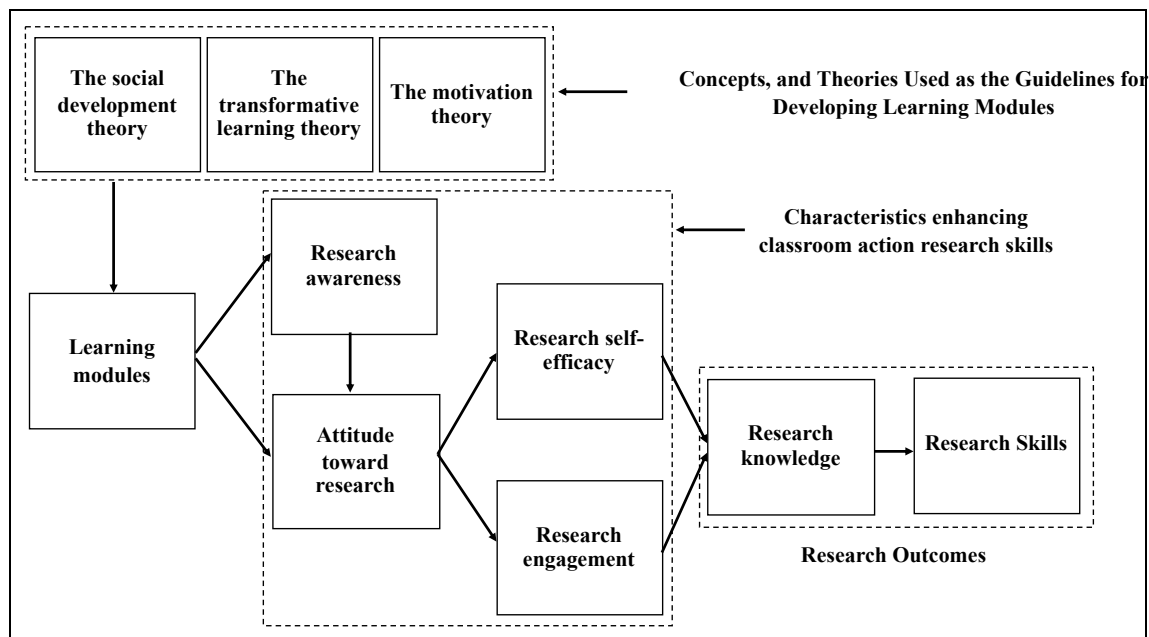 The social
development
theory
The
transformative
learning theory
The motivation
theory
Concepts, and Theories Used as the Guidelines for
Developing Learning Modules
Characteristics enhancing
classroom action research skills
Research
awareness
Learning
modules
Research self-
efficacy
Attitude
toward
research
Research
knowledge
Research Skills
Research
engagement
Research Outcomes